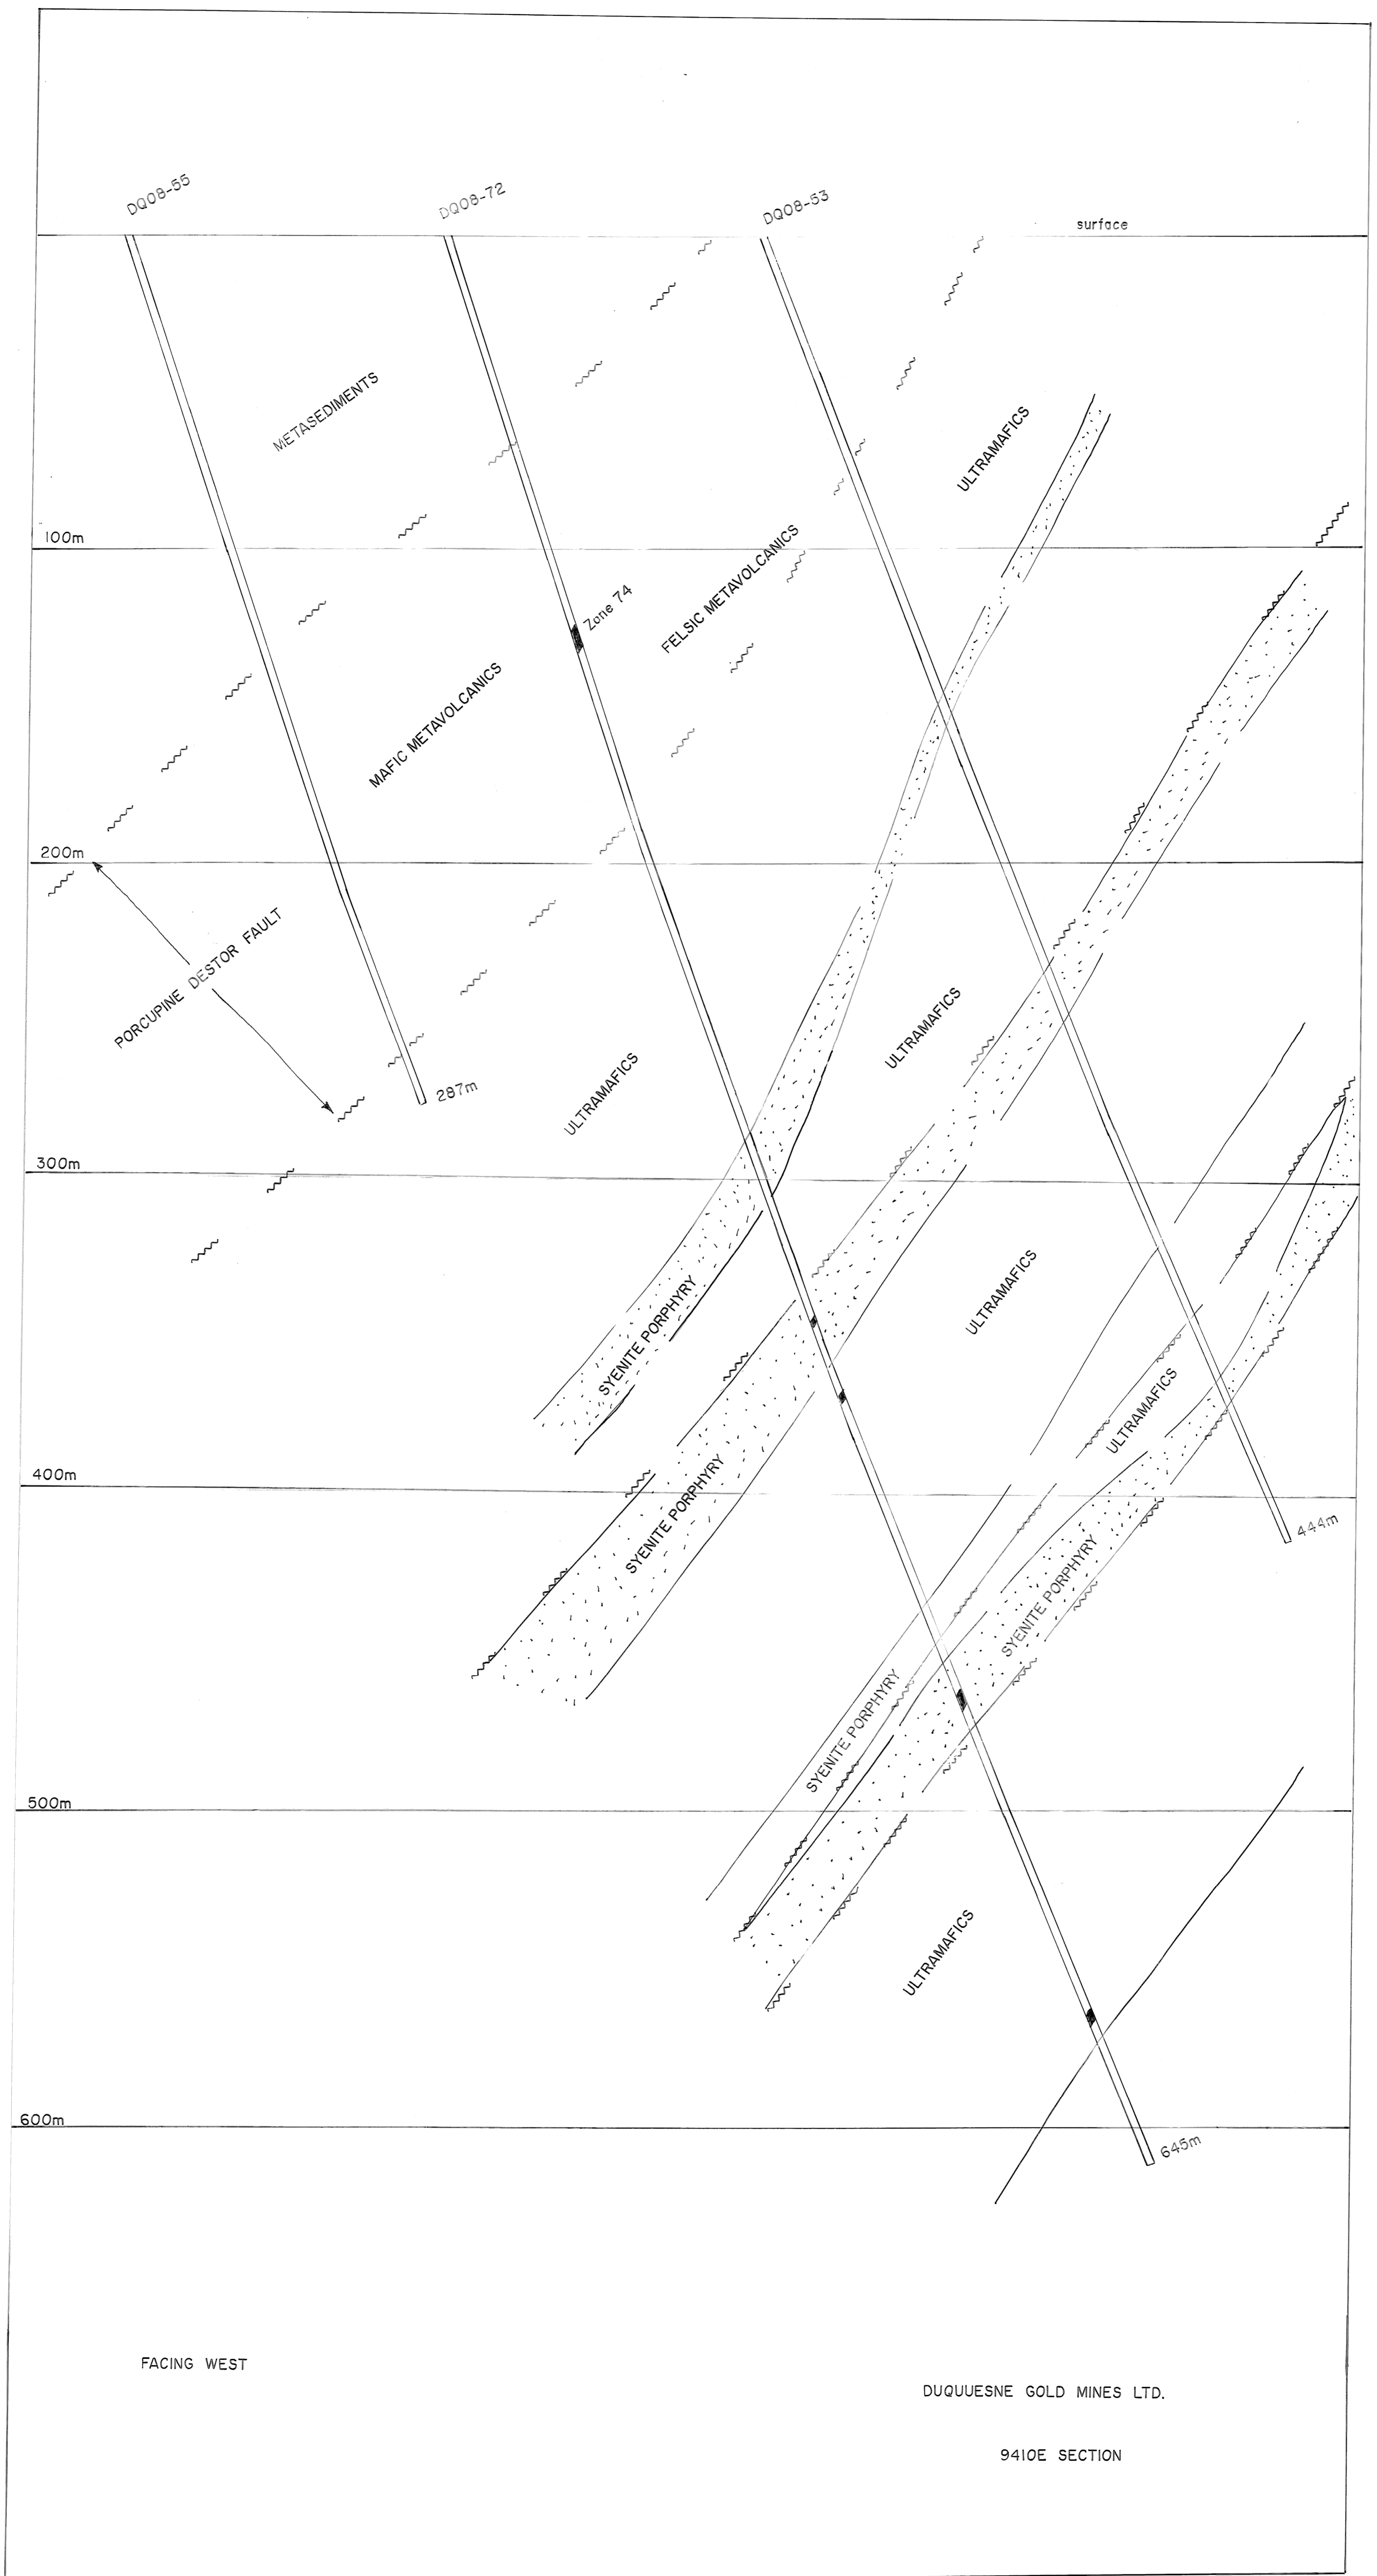 DQ08-55
DQ08-72
DQ08-53
surface
METASEDIMENTS
ULTRAMAFICS
100m
FELSIC METAVOLCANICS
Zone 74
MAFIC METAVOLCANICS
200m
PORCUPINE DESTOR FAULT
ULTRAMAFICS
ULTRAMAFICS
287m
300m
ULTRAMAFICS
SYENITE PORPHYRY
ULTRAMAFICS
400m
SYENITE PORPHYRY
444m
SYENITE PORPHYRY
SYENITE PORPHYRY
500m
ULTRAMAFICS
600m
645m
FACING WEST
DUQUUESNE GOLD MINES LTD.
9410E SECTION